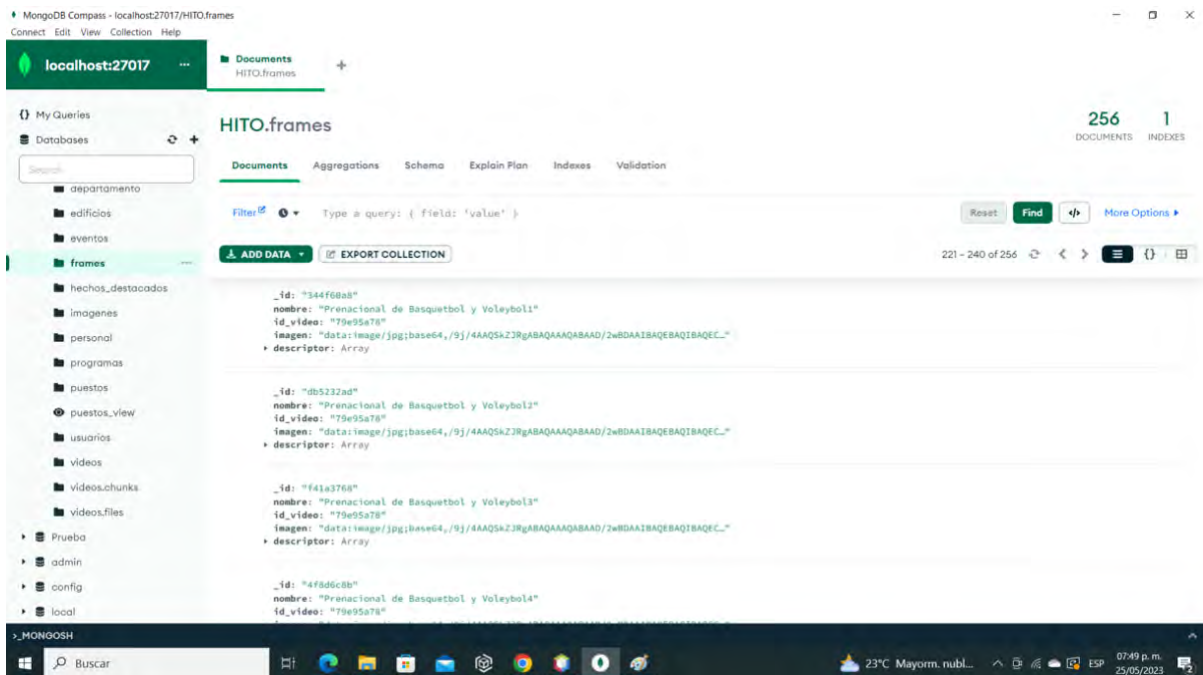 MongoDB Compass - localhost:27017/HITO.frames
Connect Edit View Collection Help
localhost:27017 ...
Documents
HITO.frames
+
{} My Queries
Databases
Search
departamento
edificios
eventos
frames
hechos_destacados
imagenes
personal
programas
puestos
puestos_view
usuarios
videos
videos.chunks
videos.files
Prueba
admin
config
local
HITO.frames
256
DOCUMENTS
1
INDEXES
Documents Aggregations Schema Explain Plan Indexes Validation
Filter Type a query: { field: 'value' } Reset Find </> More Options
ADD DATA EXPORT COLLECTION 221 – 240 of 256 {}
_id: "344f60a8"
nombre: "Prenacional de Basquetbol y Voleybol1"
id_video: "79e95a78"
imagen: "data:image/jpg;base64,/9j/4AAQSkZJRgABAQAAAQABAAD/2wBDAAIBAQEBAQIBAQEC…"
descriptor: Array
_id: "db5232ad"
nombre: "Prenacional de Basquetbol y Voleybol2"
id_video: "79e95a78"
imagen: "data:image/jpg;base64,/9j/4AAQSkZJRgABAQAAAQABAAD/2wBDAAIBAQEBAQIBAQEC…"
descriptor: Array
_id: "f41a3768"
nombre: "Prenacional de Basquetbol y Voleybol3"
id_video: "79e95a78"
imagen: "data:image/jpg;base64,/9j/4AAQSkZJRgABAQAAAQABAAD/2wBDAAIBAQEBAQIBAQEC…"
descriptor: Array
_id: "4f8d6c8b"
nombre: "Prenacional de Basquetbol y Voleybol4"
id_video: "79e95a78"
>_MONGOSH
Buscar
23°C Mayorm. nubl... ESP
07:49 p. m.
25/05/2023